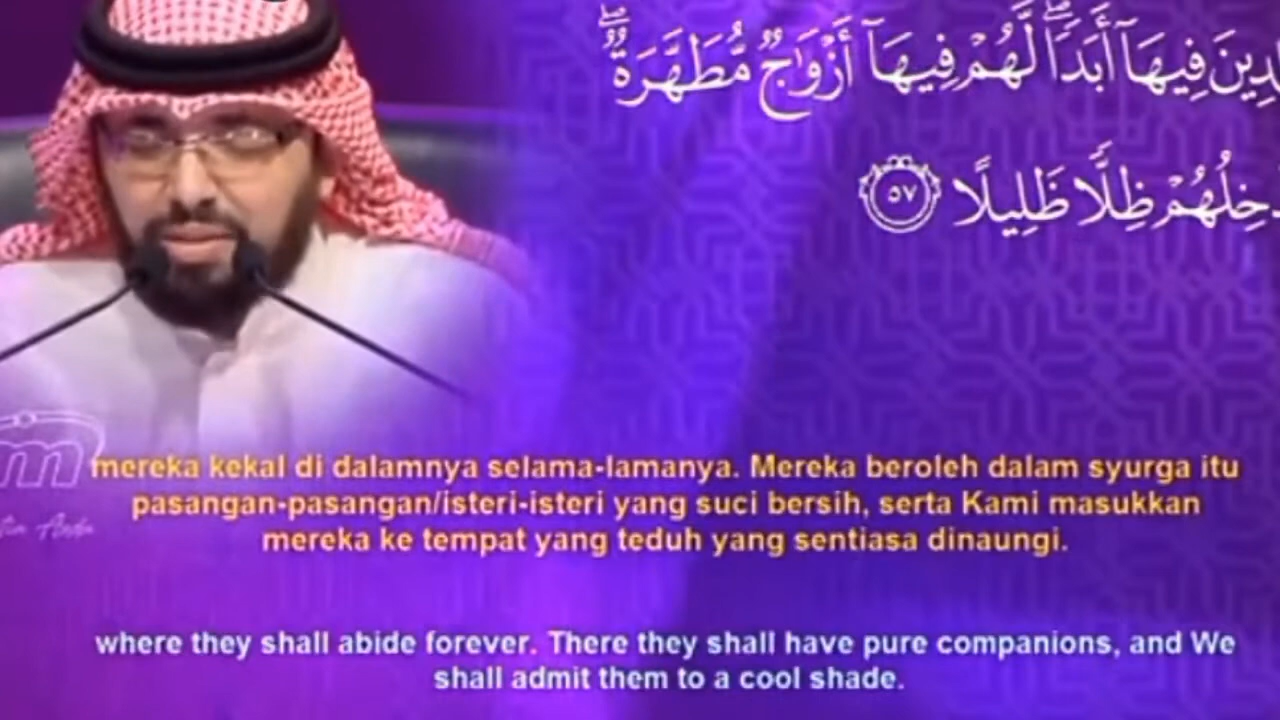 فِيهَآ أَبَدًا ۖ لَّهُمْ فِيهَآ أَزْوَٰجٌ مُّطَهَّرَةٌ ۖ
ظِلًّا ظَلِيلًا ٥٧
m
mereka kekal di dalamnya selama-lamanya. Mereka beroleh dalam syurga itu
pasangan-pasangan/isteri-isteri yang suci bersih, serta Kami masukkan
mereka ke tempat yang teduh yang sentiasa dinaungi.
where they shall abide forever. There they shall have pure companions, and We
shall admit them to a cool shade.